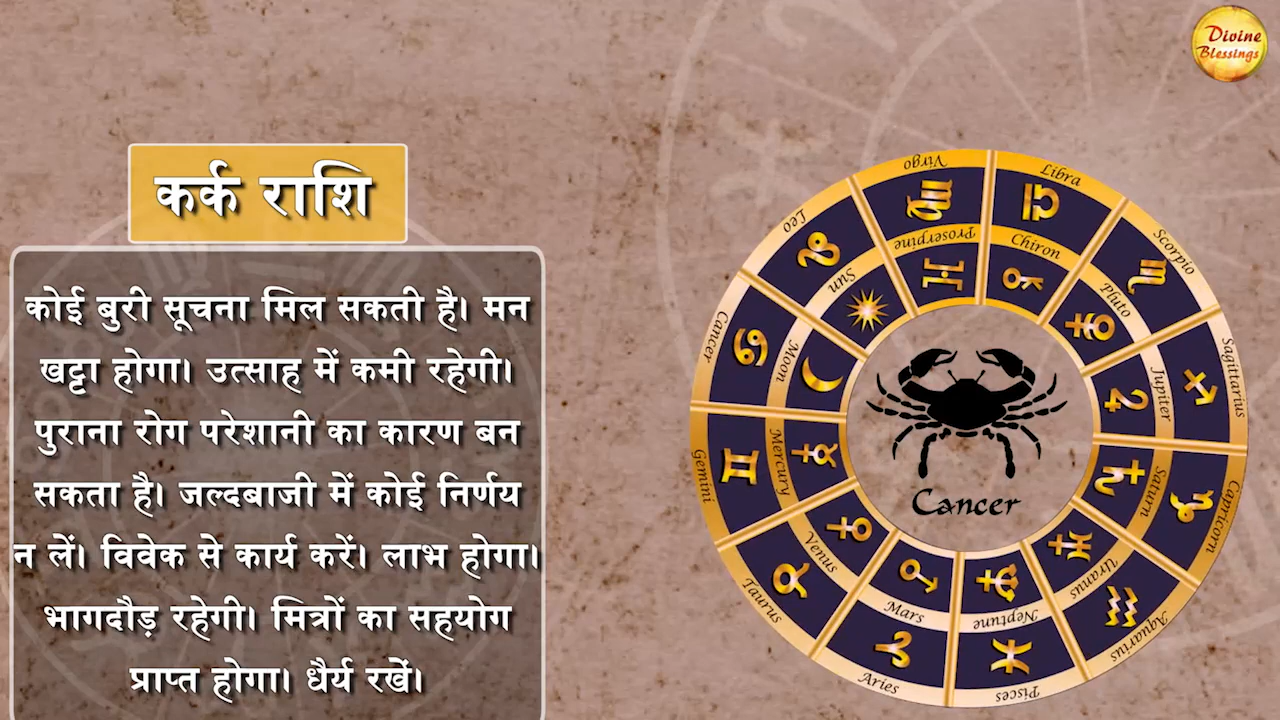 Divine
Blessings
कर्क राशि
कोई बुरी सूचना मिल सकती है। मन
खट्टा होगा। उत्साह में कमी रहेगी।
पुराना रोग परेशानी का कारण बन
सकता है। जल्दबाजी में कोई निर्णय
न लें। विवेक से कार्य करें। लाभ होगा।
भागदौड़ रहेगी। मित्रों का सहयोग
प्राप्त होगा। धैर्य रखें।
Virgo
Libra
Scorpio
Sagittarius
Capricorn
Aquarius
Pisces
Aries
Taurus
Gemini
Cancer
Leo
Proserpine
Chiron
Pluto
Jupiter
Saturn
Uranus
Neptune
Mars
Venus
Mercury
Moon
Sun
Cancer